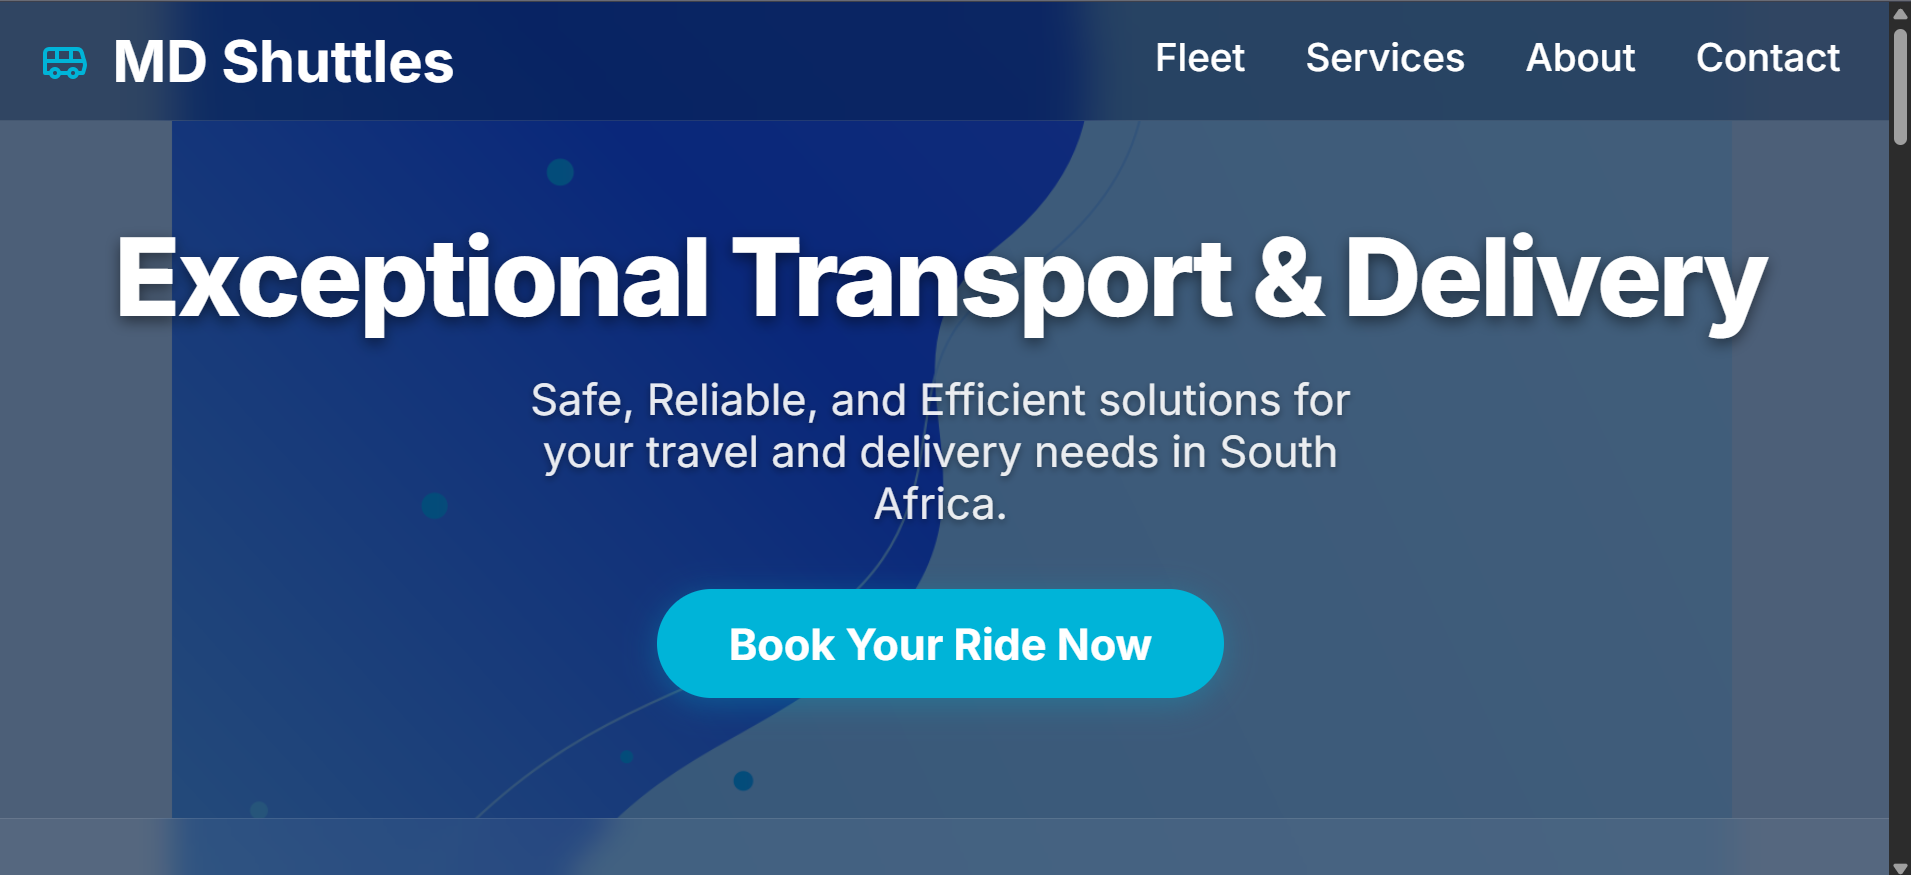 MD Shuttles
Fleet Services About Contact
Exceptional Transport & Delivery
Safe, Reliable, and Efficient solutions for
your travel and delivery needs in South
Africa.
Book Your Ride Now